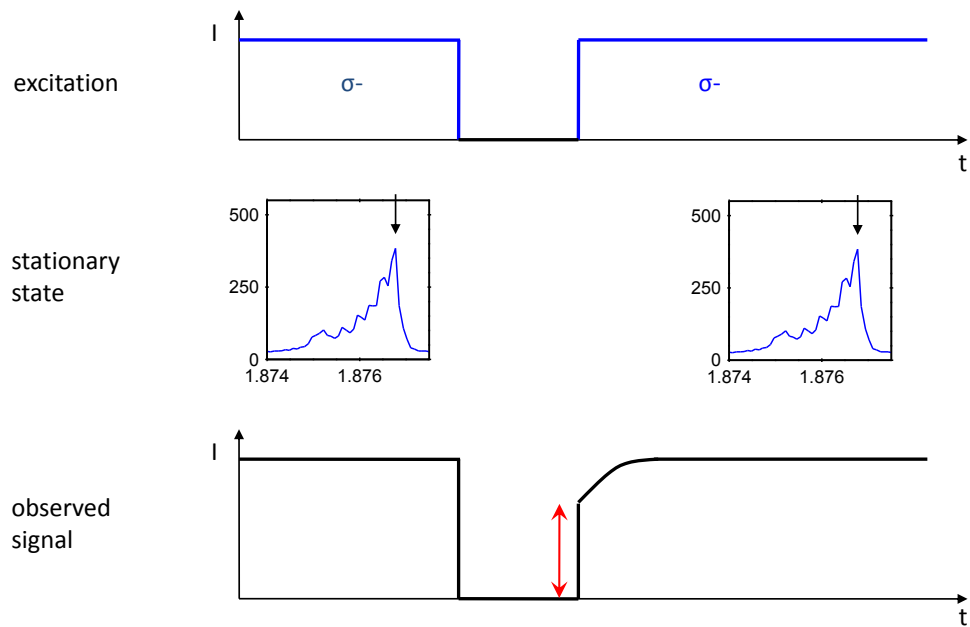 I
excitation
σ-
σ-
t
stationary
state
500
250
0
1.874
1.876
500
250
0
1.874
1.876
I
observed
signal
t